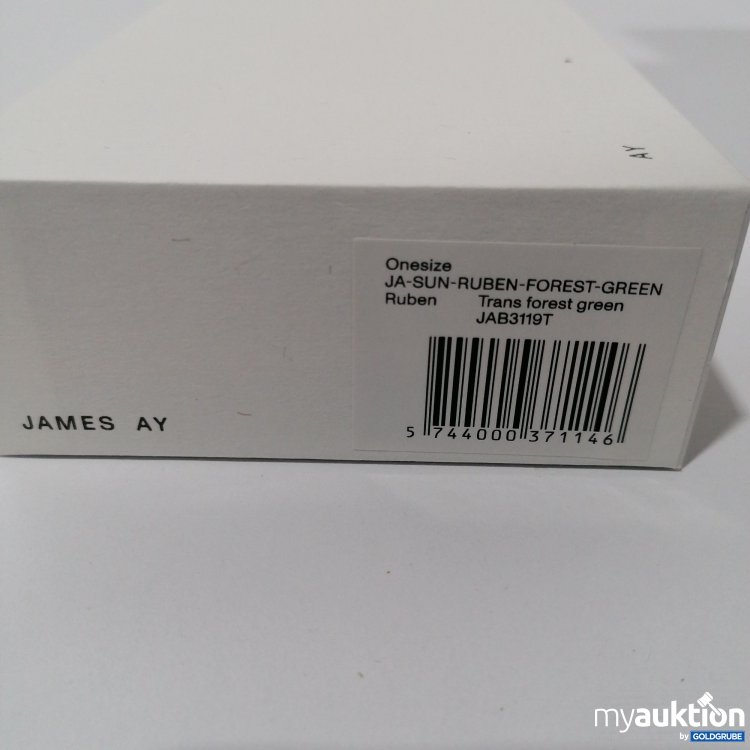 AY
Onesize
JA-SUN-RUBEN-FOREST-GREEN
Ruben Trans forest green
JAB3119T
5 744000 371146
JAMES AY
myauktion
by GOLDGRUBE